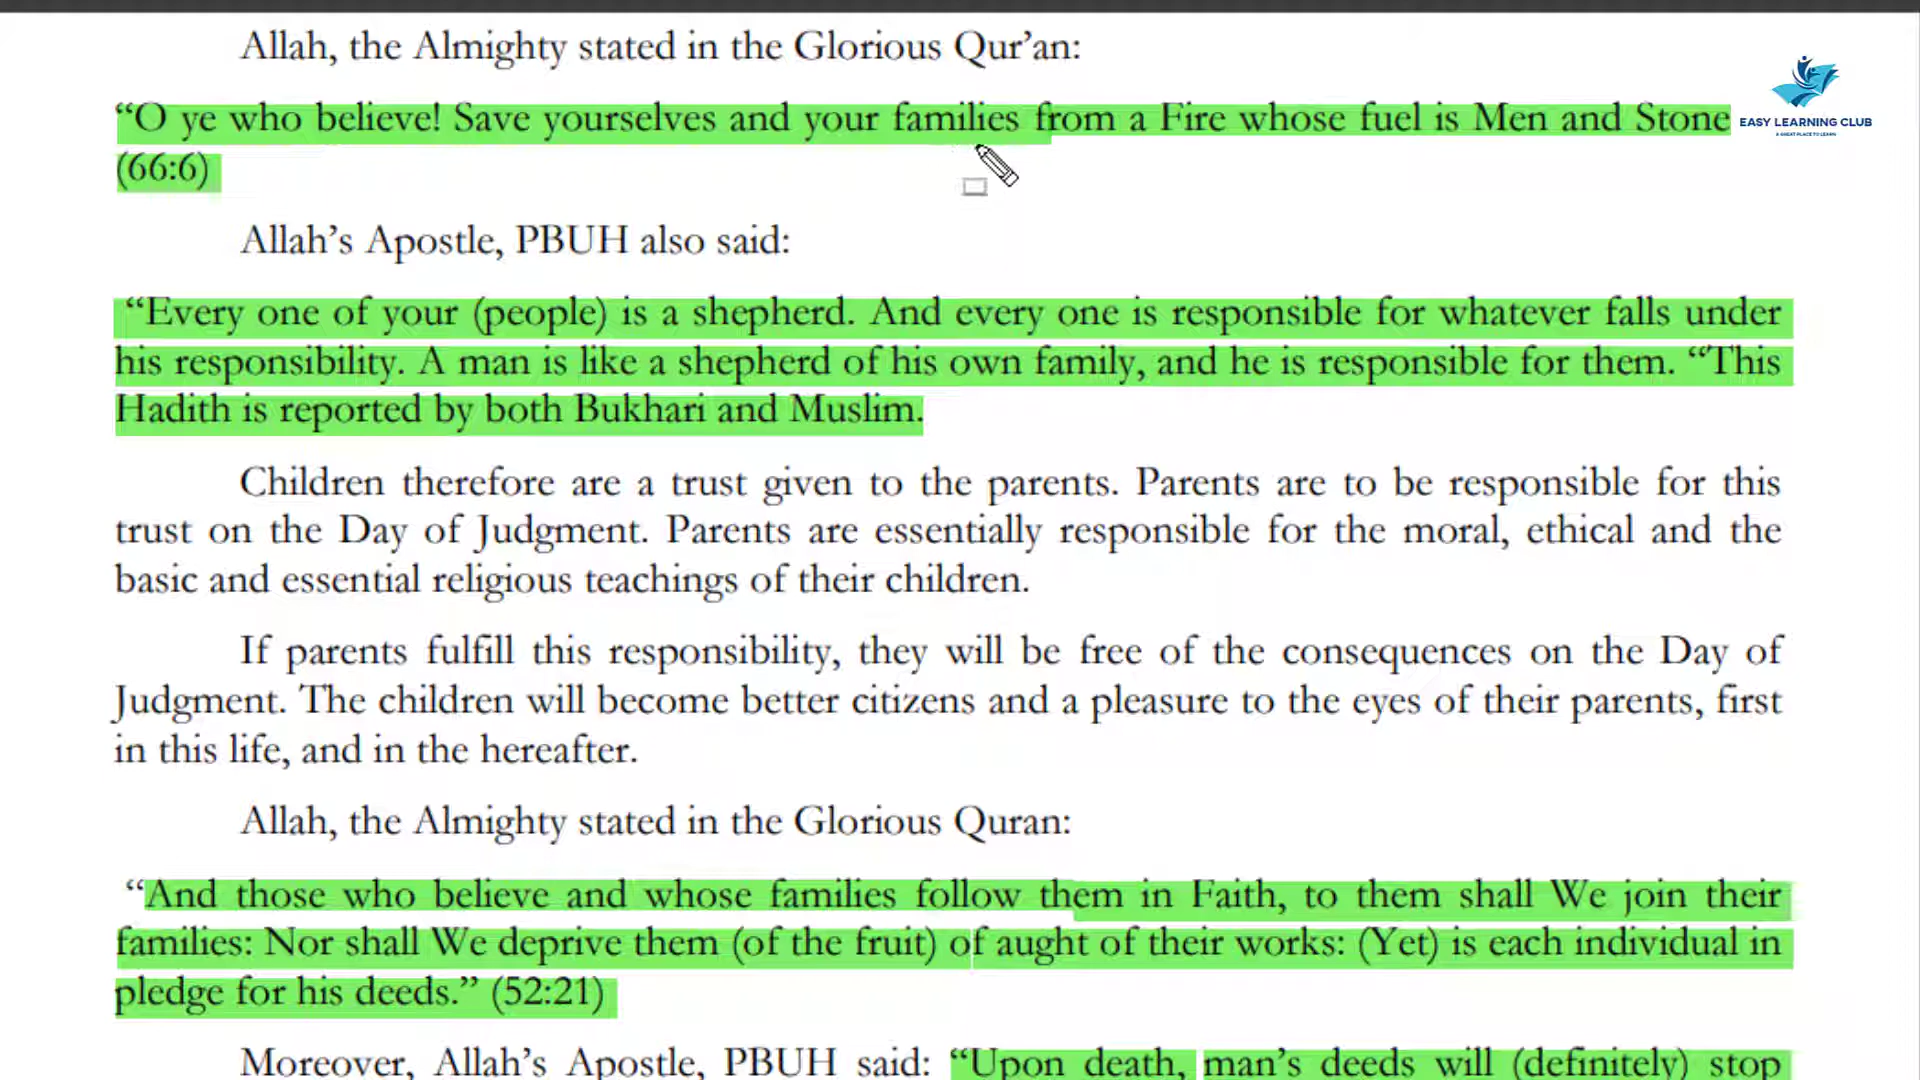 Allah, the Almighty stated in the Glorious Qur’an:
“O ye who believe! Save yourselves and your families from a Fire whose fuel is Men and Stone
EASY LEARNING CLUB
A GREAT PLACE TO LEARN
(66:6)
Allah’s Apostle, PBUH also said:
“Every one of your (people) is a shepherd. And every one is responsible for whatever falls under
his responsibility. A man is like a shepherd of his own family, and he is responsible for them. “This
Hadith is reported by both Bukhari and Muslim.
Children therefore are a trust given to the parents. Parents are to be responsible for this
trust on the Day of Judgment. Parents are essentially responsible for the moral, ethical and the
basic and essential religious teachings of their children.
If parents fulfill this responsibility, they will be free of the consequences on the Day of
Judgment. The children will become better citizens and a pleasure to the eyes of their parents, first
in this life, and in the hereafter.
Allah, the Almighty stated in the Glorious Quran:
“And those who believe and whose families follow them in Faith, to them shall We join their
families: Nor shall We deprive them (of the fruit) of aught of their works: (Yet) is each individual in
pledge for his deeds.” (52:21)
Moreover, Allah’s Apostle, PBUH said: “Upon death, man’s deeds will (definitely) stop